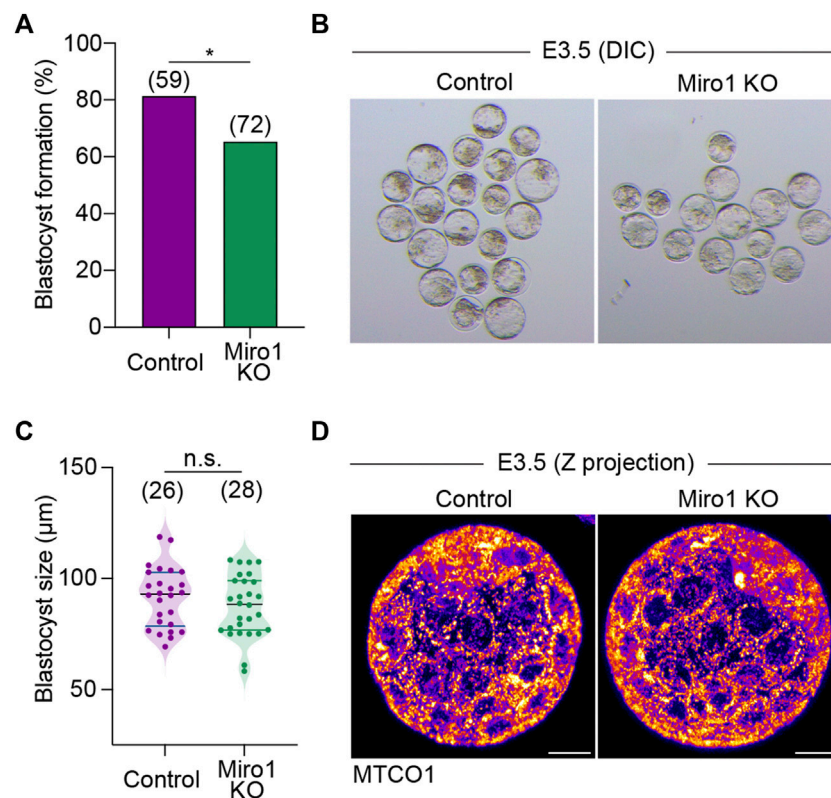 A
Blastocyst formation (%)
100
80
60
40
20
0
*
(59)
(72)
Control
Miro1
KO
B
E3.5 (DIC)
Control
Miro1 KO
C
Blastocyst size (µm)
150
100
50
n.s.
(26)
(28)
Control
Miro1
KO
D
E3.5 (Z projection)
Control
Miro1 KO
MTCO1